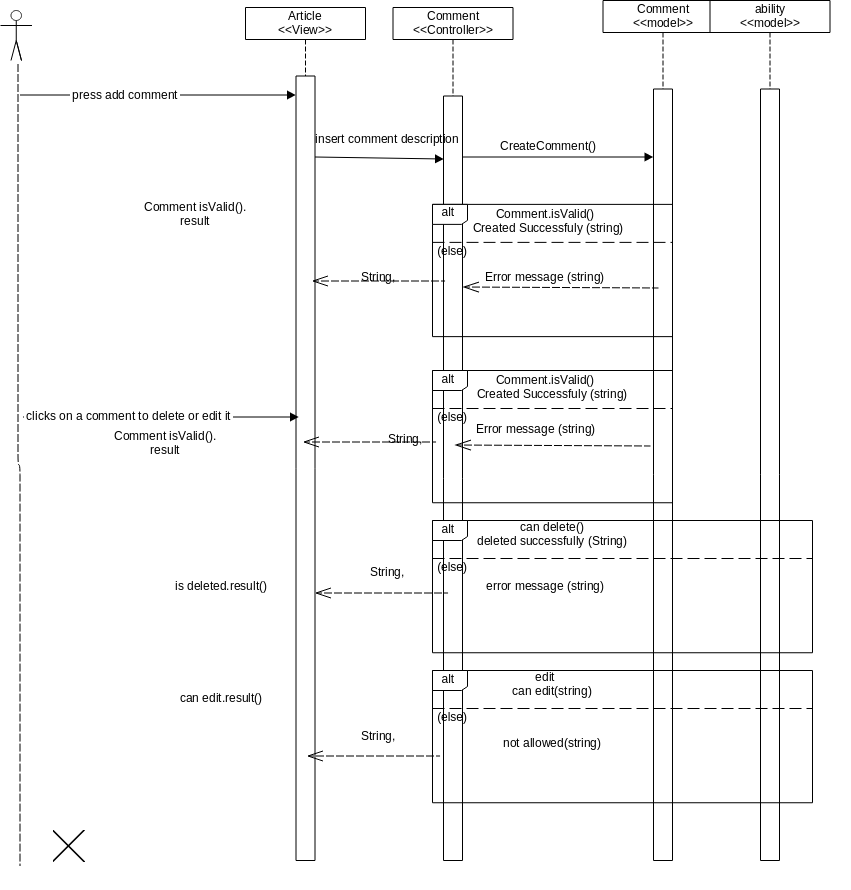 Article
<<View>>
Comment
<<Controller>>
Comment
<<model>>
ability
<<model>>
press add comment
insert comment description
CreateComment()
Comment isValid().
result
alt
Comment.isValid()
Created Successfuly (string)
(else)
String,
Error message (string)
alt
Comment.isValid()
Created Successfuly (string)
(else)
clicks on a comment to delete or edit it
Comment isValid().
result
String,
Error message (string)
alt
can delete()
deleted successfully (String)
(else)
String,
is deleted.result()
error message (string)
alt
edit
can edit(string)
can edit.result()
(else)
String,
not allowed(string)